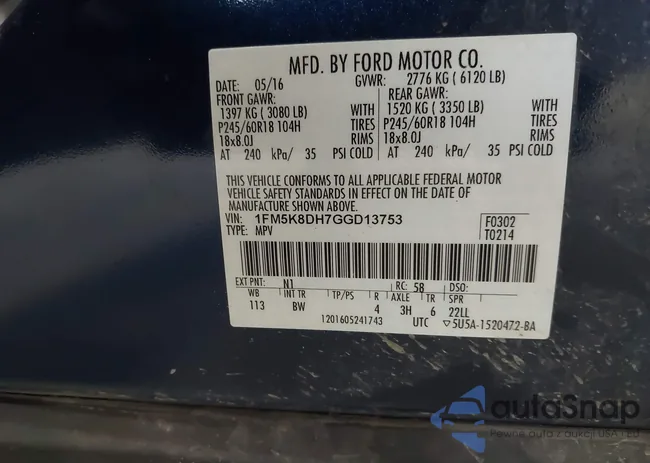 MFD. BY FORD MOTOR CO.
DATE: 05/16 GVWR: 2776 KG ( 6120 LB)
FRONT GAWR: REAR GAWR:
1397 KG ( 3080 LB) WITH 1520 KG ( 3350 LB) WITH
P245/60R18 104H TIRES P245/60R18 104H TIRES
18x8.0J RIMS 18x8.0J RIMS
AT 240 kPa/ 35 PSI COLD AT 240 kPa/ 35 PSI COLD
THIS VEHICLE CONFORMS TO ALL APPLICABLE FEDERAL MOTOR
VEHICLE SAFETY STANDARDS IN EFFECT ON THE DATE OF
MANUFACTURE SHOWN ABOVE.
VIN: 1FM5K8DH7GGD13753 F0302
TYPE: MPV T0214
EXT PNT: N1 RC: 58 DSO:
WB INT TR TP/PS R AXLE TR SPR
113 BW 4 3H 6 22LL
1201605241743 UTC ▽5U5A-1520472-BA
autoSnap
Pewne auta z aukcji USA i EU